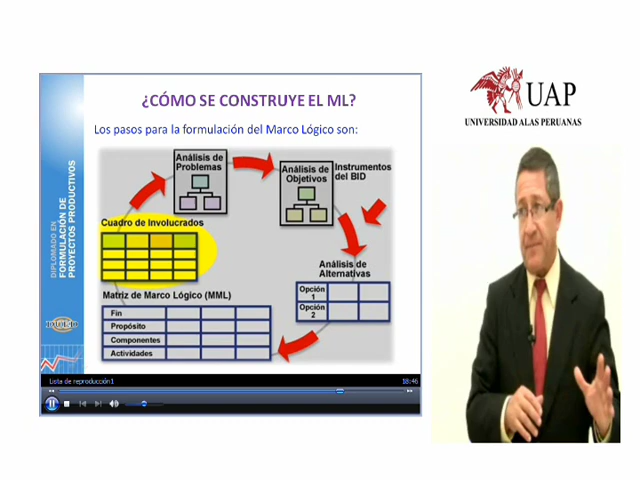 ¿CÓMO SE CONSTRUYE EL ML?
Los pasos para la formulación del Marco Lógico son:
Análisis de
Problemas
Análisis de
Objetivos
Instrumentos
del BID
Cuadro de Involucrados
Análisis de
Alternativas
Opción
1
Opción
2
Matriz de Marco Lógico (MML)
Fin
Propósito
Componentes
Actividades
DIPLOMADO EN
FORMULACIÓN DE
PROYECTOS PRODUCTIVOS
DUED
Lista de reproducción1
18:46
UAP
UNIVERSIDAD ALAS PERUANAS